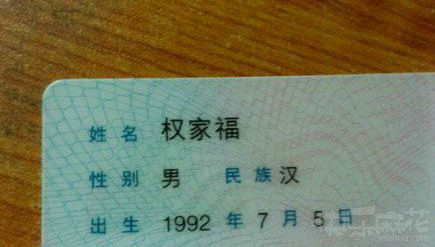 姓名 权家福
性别 男 民族 汉
出生 1992 年 7 月 5 日